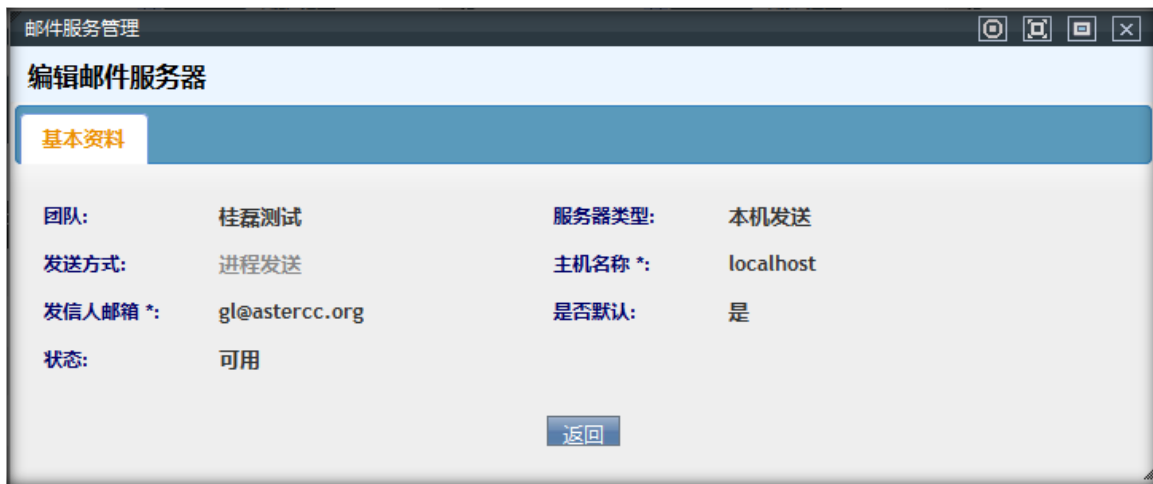 邮件服务管理
编辑邮件服务器
基本资料
团队: 桂磊测试 服务器类型: 本机发送
发送方式: 进程发送 主机名称 *: localhost
发信人邮箱 *: gl@astercc.org 是否默认: 是
状态: 可用
返回